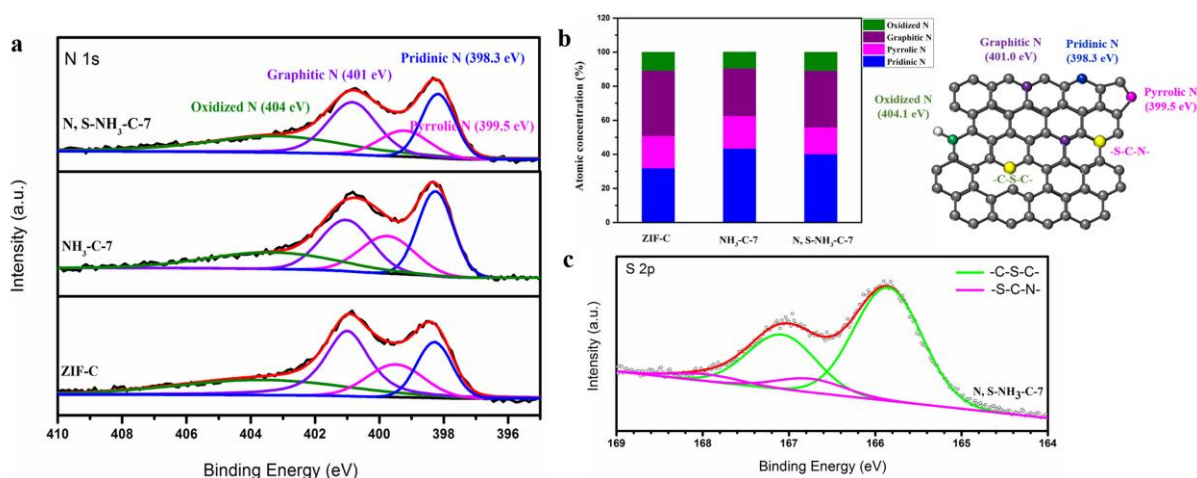 a
N 1s
N, S-NH₃-C-7
Oxidized N (404 eV)
Graphitic N (401 eV)
Pridinic N (398.3 eV)
Pyrrolic N (399.5 eV)
NH₃-C-7
ZIF-C
Intensity (a.u.)
410 408 406 404 402 400 398 396
Binding Energy (eV)
b
Atomic concentration (%)
120
100
80
60
40
20
0
ZIF-C NH₃-C-7 N, S-NH₃-C-7
Oxidized N
Graphitic N
Pyrrolic N
Pridinic N
Graphitic N
(401.0 eV)
Pridinic N
(398.3 eV)
Pyrrolic N
(399.5 eV)
Oxidized N
(404.1 eV)
-S-C-N-
-C-S-C-
c
S 2p
-C-S-C-
-S-C-N-
N, S-NH₃-C-7
Intensity (a.u.)
169 168 167 166 165 164
Binding Energy (eV)